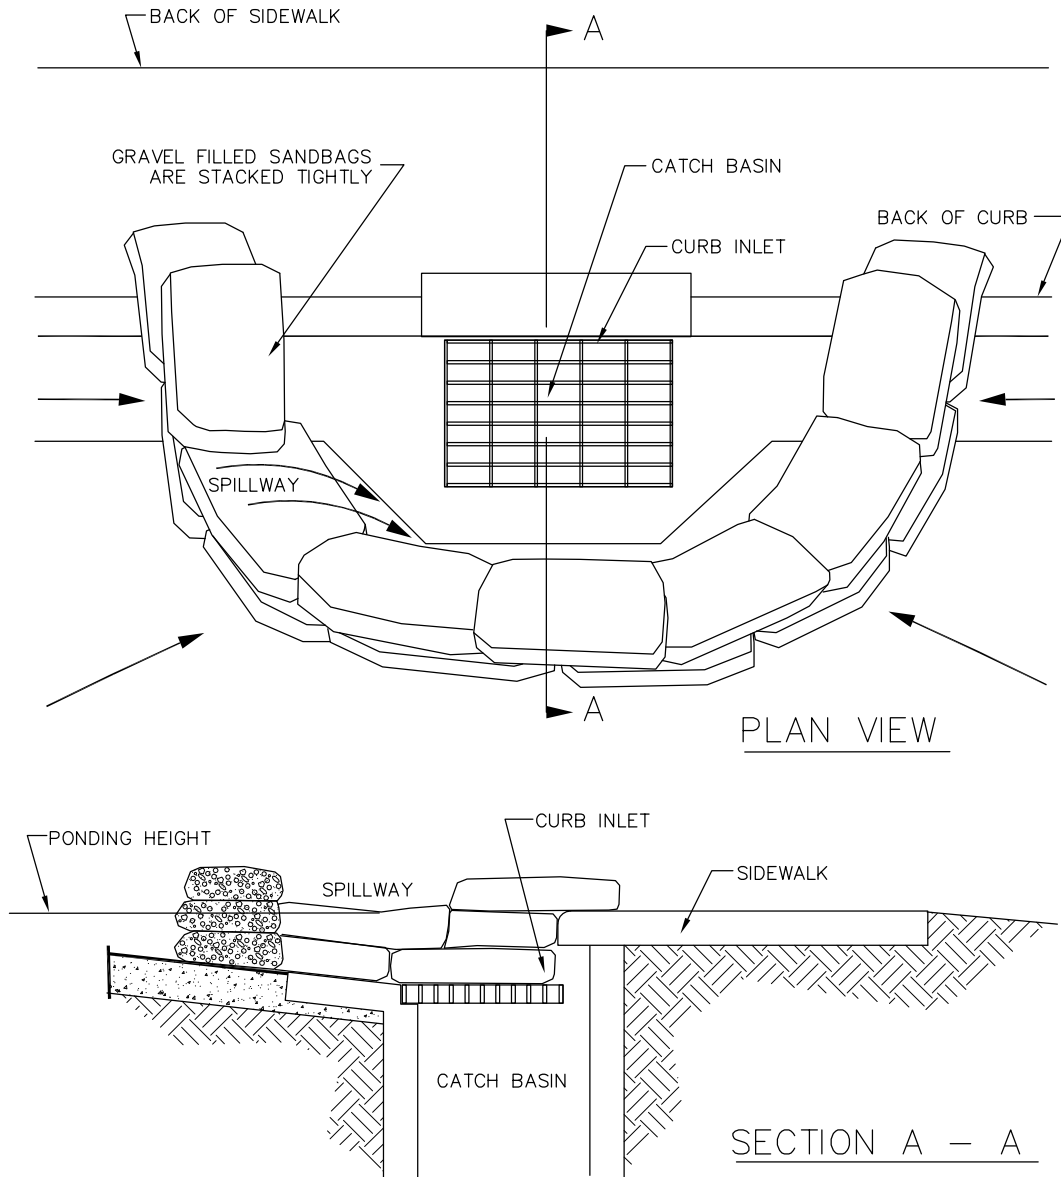 BACK OF SIDEWALK
A
GRAVEL FILLED SANDBAGS
ARE STACKED TIGHTLY
CATCH BASIN
BACK OF CURB
CURB INLET
SPILLWAY
A
PLAN VIEW
PONDING HEIGHT
CURB INLET
SPILLWAY
SIDEWALK
CATCH BASIN
SECTION A - A